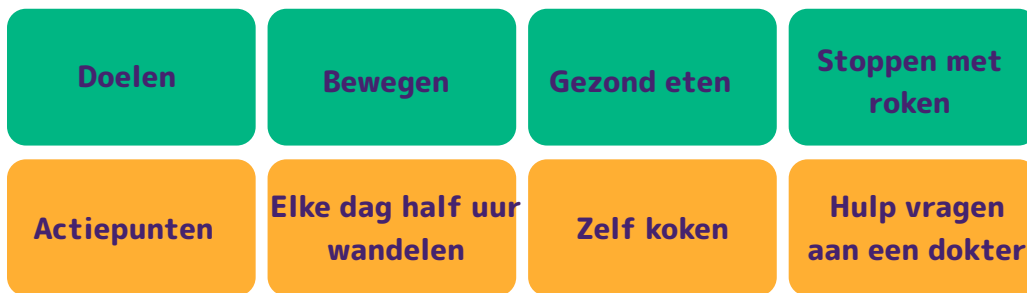 Doelen
Bewegen
Gezond eten
Stoppen met
roken
Actiepunten
Elke dag half uur
wandelen
Zelf koken
Hulp vragen
aan een dokter